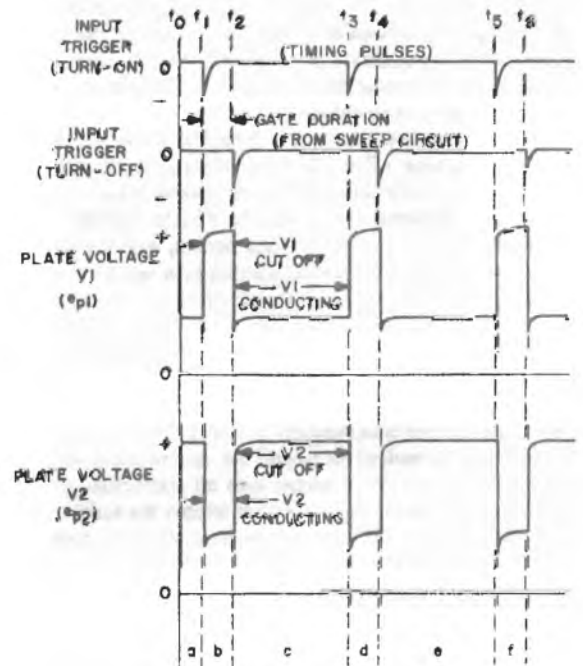 t0 t1 t2 t3 t4 t5 t6
INPUT
TRIGGER
(TURN-ON)
(TIMING PULSES)
0
-
GATE DURATION
(FROM SWEEP CIRCUIT)
INPUT
TRIGGER
(TURN-OFF)
0
-
+
PLATE VOLTAGE
V1
(ep1)
V1
CUT OFF
V1
CONDUCTING
0
+
PLATE VOLTAGE
V2
(ep2)
V2
CUT OFF
V2
CONDUCTING
0
a b c d e f